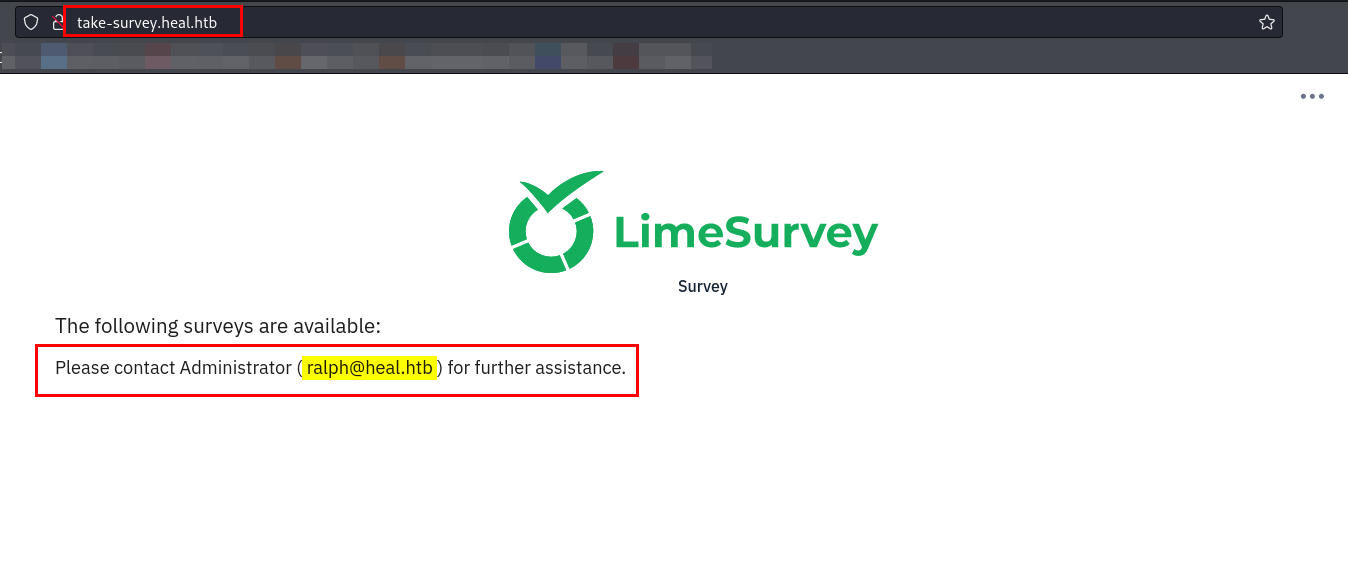 take-survey.heal.htb
LimeSurvey
Survey
The following surveys are available:
Please contact Administrator ( ralph@heal.htb ) for further assistance.